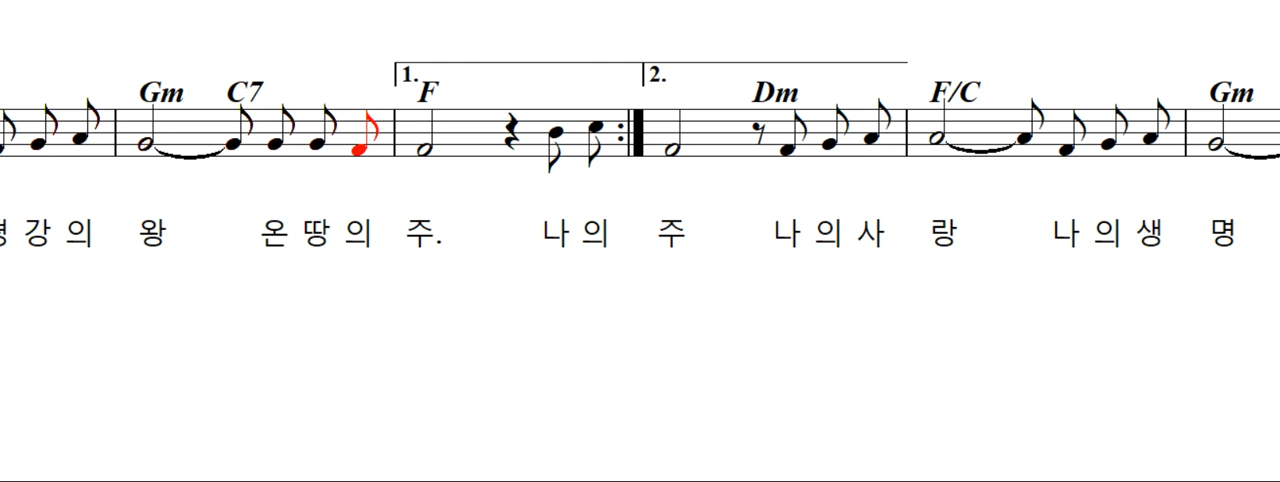 1. 2.
Gm C7 F Dm F/C Gm
강 의 왕 온 땅 의 주. 나 의 주 나 의 사 랑 나 의 생 명